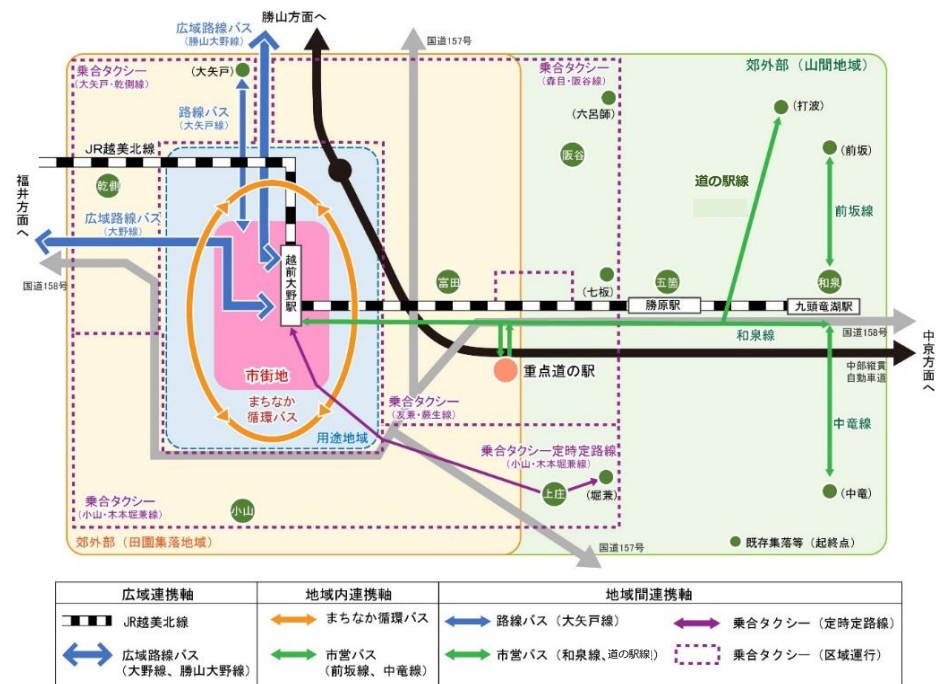 勝山方面へ
広域路線バス
(勝山大野線)
国道157号
乗合タクシー
(大矢戸・乾側線)
(大矢戸)
乗合タクシー
(森目・阪谷線)
郊外部(山間地域)
路線バス
(大矢戸線)
(六呂師)
(打波)
JR越美北線
阪谷
(前坂)
福井方面へ
乾側
道の駅線
広域路線バス
(大野線)
前坂線
越前大野駅
富田
(七板)
五箇
和泉
国道158号
勝原駅
九頭竜湖駅
和泉線
国道158号
中京方面へ
重点道の駅
中部縦貫
自動車道
市街地
まちなか
循環バス
乗合タクシー
(友兼・蕨生線)
中竜線
用途地域
乗合タクシー定時定路線
(小山・木本堀兼線)
乗合タクシー
(小山・木本堀兼線)
小山
上庄
(堀兼)
(中竜)
郊外部(田園集落地域)
国道157号
既存集落等(起終点)
広域連携軸
地域内連携軸
地域間連携軸
JR越美北線
まちなか循環バス
路線バス(大矢戸線)
乗合タクシー(定時定路線)
広域路線バス
(大野線、勝山大野線)
市営バス
(前坂線、中竜線)
市営バス(和泉線、道の駅線)
乗合タクシー(区域運行)